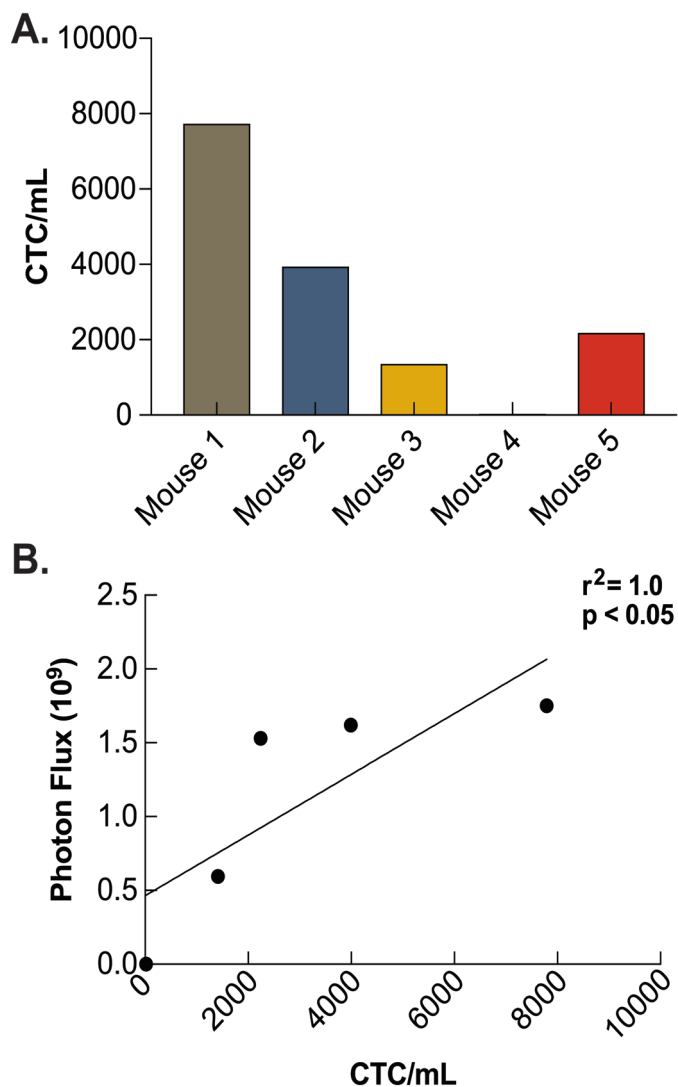 A.
10000
8000
6000
4000
2000
0
CTC/mL
Mouse 1
Mouse 2
Mouse 3
Mouse 4
Mouse 5
B.
r²= 1.0
p < 0.05
2.5
2.0
1.5
1.0
0.5
0.0
Photon Flux (10⁹)
0
2000
4000
6000
8000
10000
CTC/mL